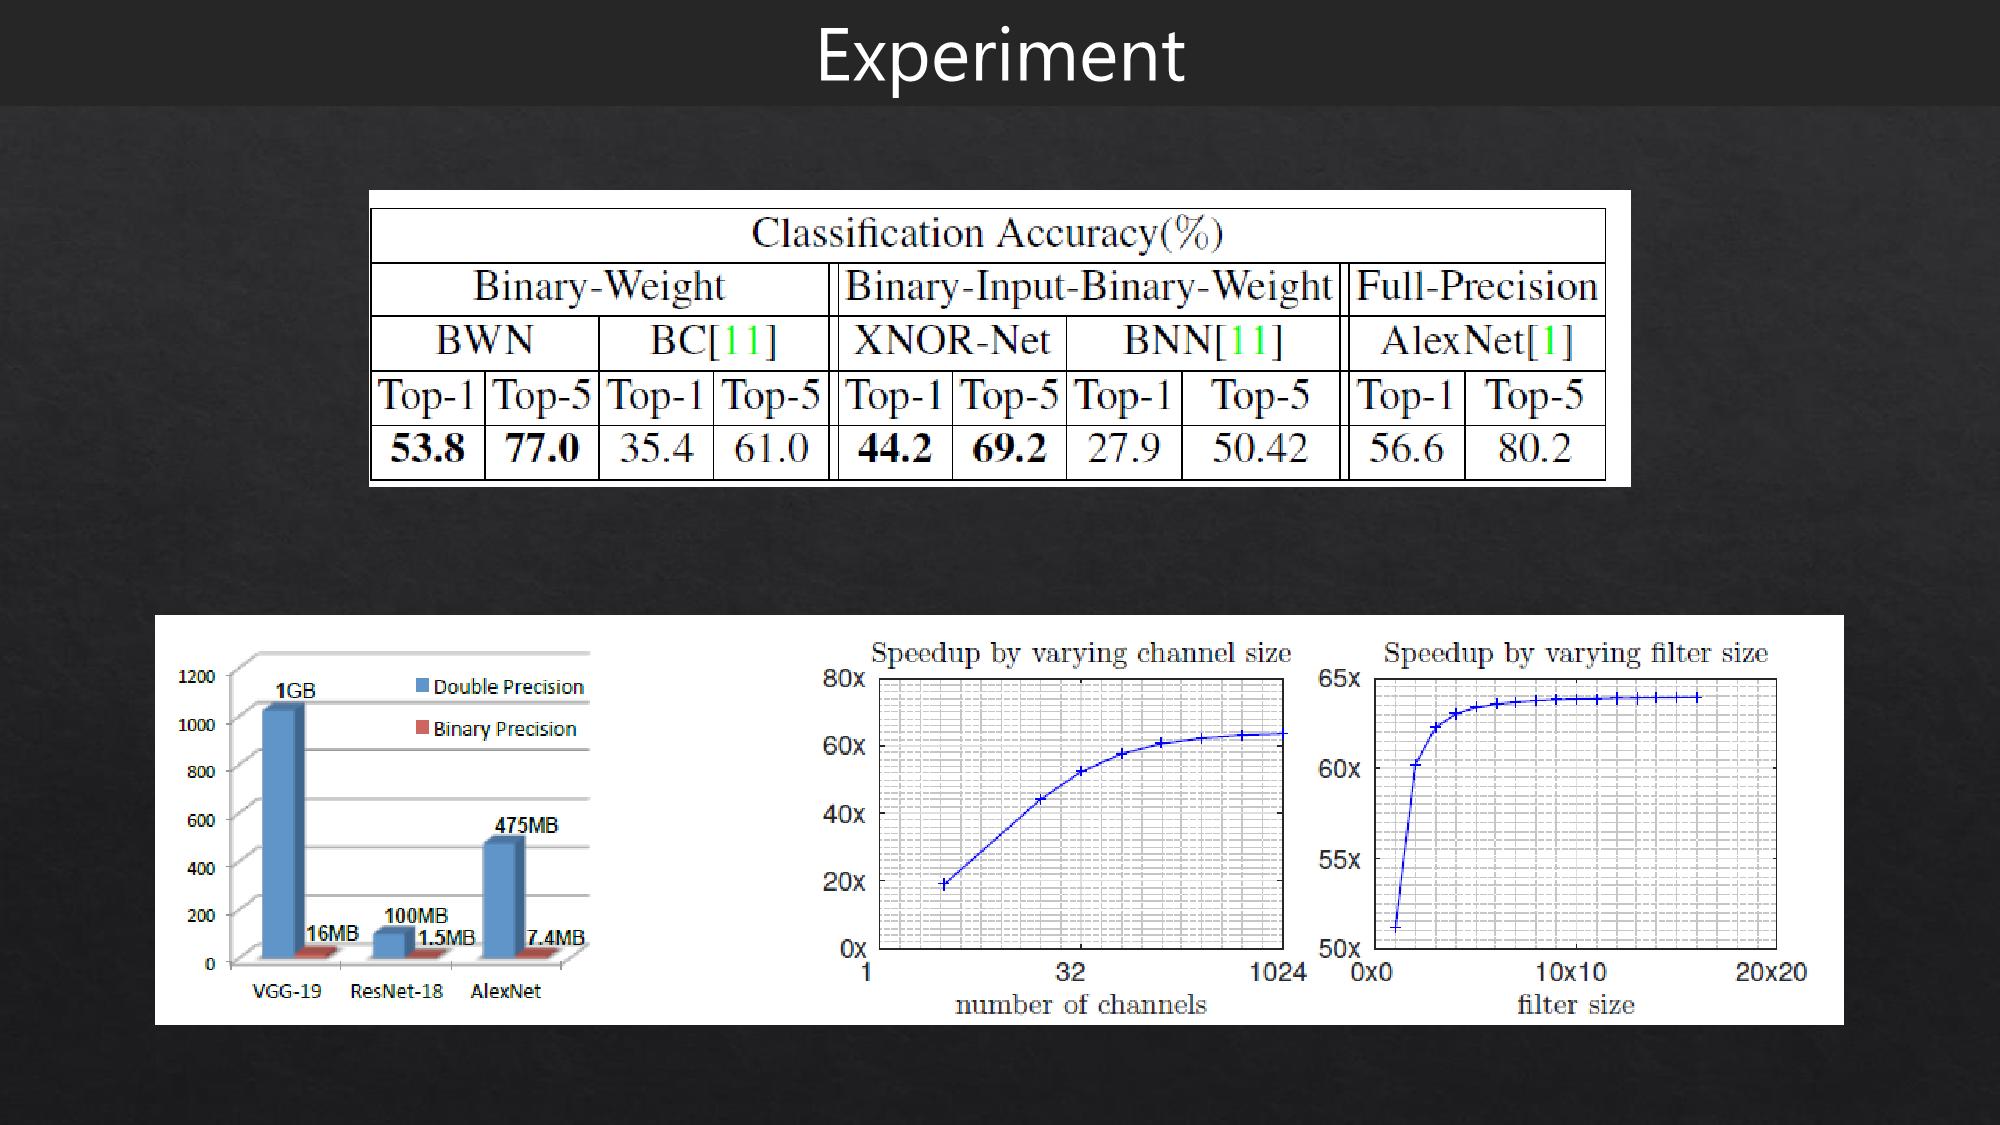 Experiment
Classification Accuracy(%)
Binary-Weight Binary-Input-Binary-Weight Full-Precision
BWN BC[11] XNOR-Net BNN[11] AlexNet[1]
Top-1 Top-5 Top-1 Top-5 Top-1 Top-5 Top-1 Top-5 Top-1 Top-5
53.8 77.0 35.4 61.0 44.2 69.2 27.9 50.42 56.6 80.2
1200
1000
800
600
400
200
0
1GB
16MB
100MB
1.5MB
475MB
7.4MB
Double Precision
Binary Precision
VGG-19 ResNet-18 AlexNet
Speedup by varying channel size
80x
60x
40x
20x
0x
1 32 1024
number of channels
Speedup by varying filter size
65x
60x
55x
50x
0x0 10x10 20x20
filter size